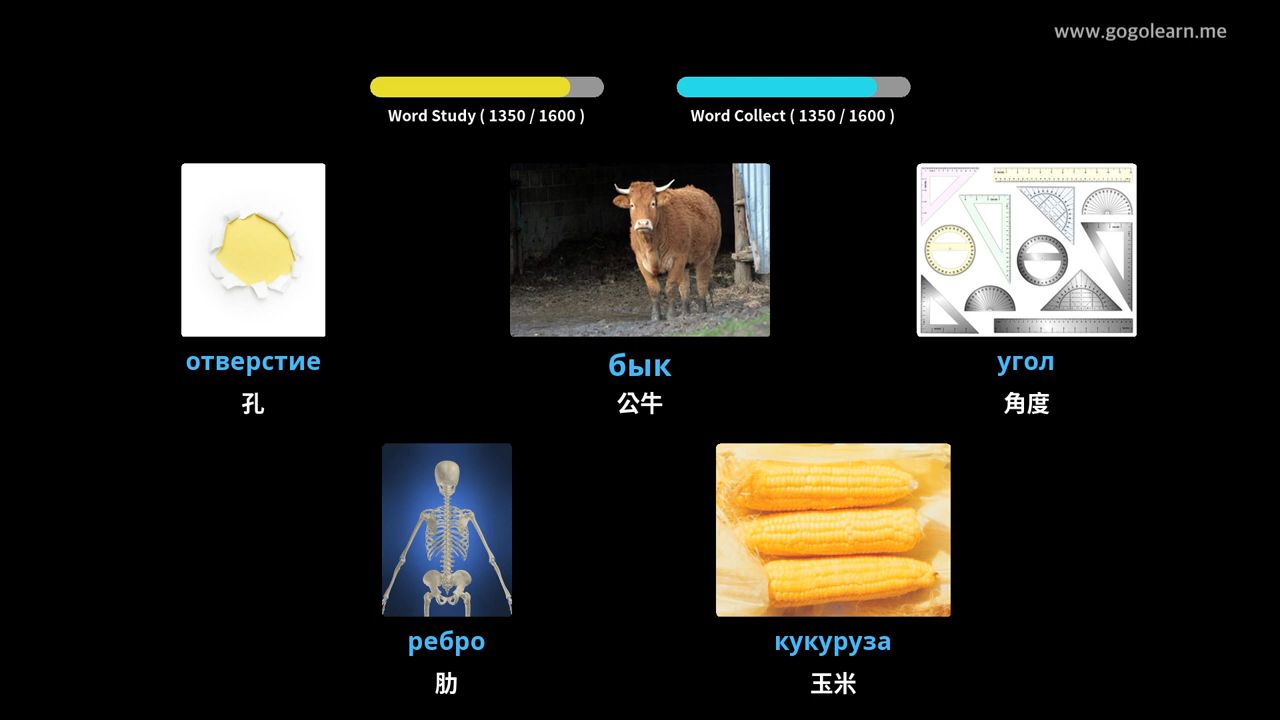 www.gogolearn.me
Word Study ( 1350 / 1600 )
Word Collect ( 1350 / 1600 )
отверстие
孔
бык
公牛
угол
角度
ребро
肋
кукуруза
玉米